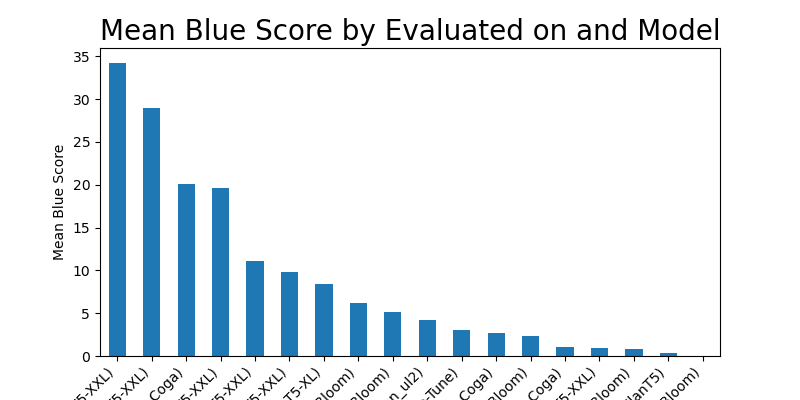 Mean Blue Score by Evaluated on and Model
Mean Blue Score
35
30
25
20
15
10
5
0
5-XXL)
5-XXL)
Coga)
5-XXL)
5-XXL)
5-XXL)
T5-XL)
Bloom)
Bloom)
n_ul2)
-Tune)
Coga)
Bloom)
Coga)
5-XXL)
Bloom)
lanT5)
Bloom)